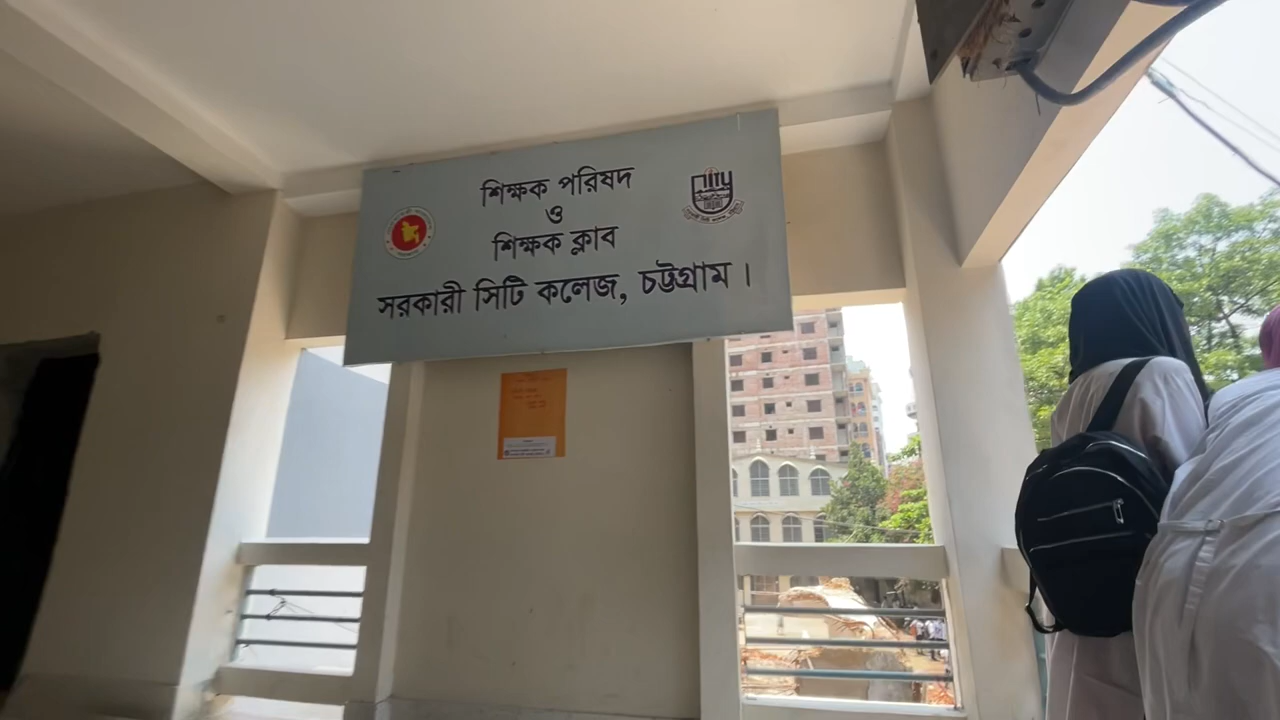 শিক্ষক পরিষদ
ও
শিক্ষক ক্লাব
সরকারী সিটি কলেজ, চট্টগ্রাম।